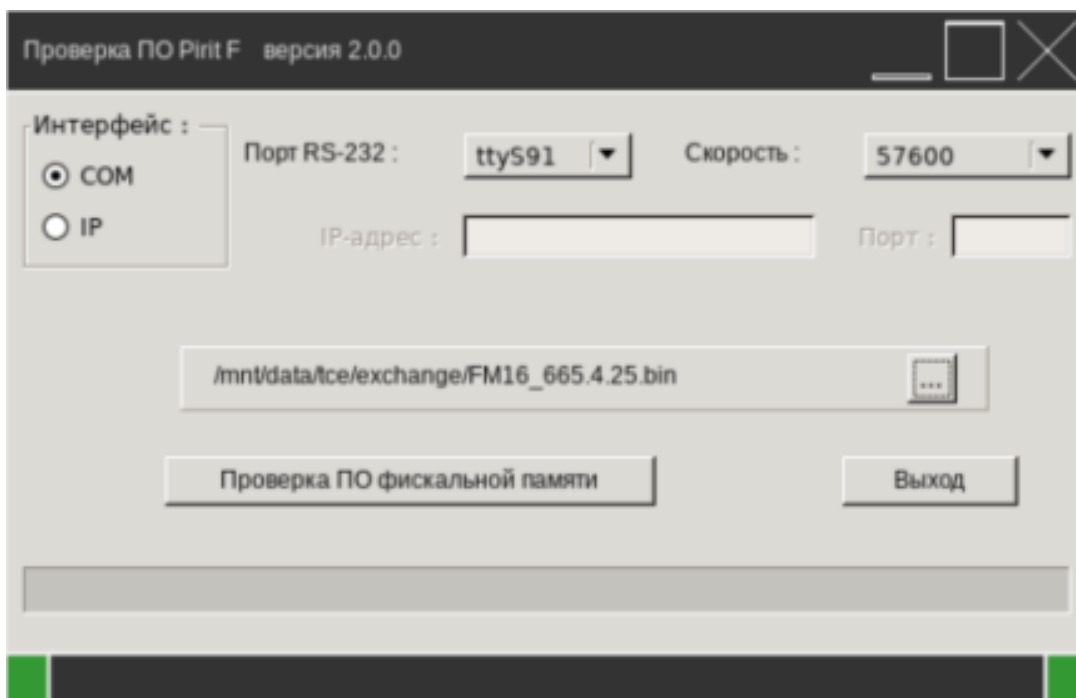 Проверка ПО Pirit F версия 2.0.0
Интерфейс :
COM
IP
Порт RS-232 :
ttyS91
Скорость :
57600
IP-адрес :
Порт :
/mnt/data/tce/exchange/FM16_665.4.25.bin
...
Проверка ПО фискальной памяти
Выход